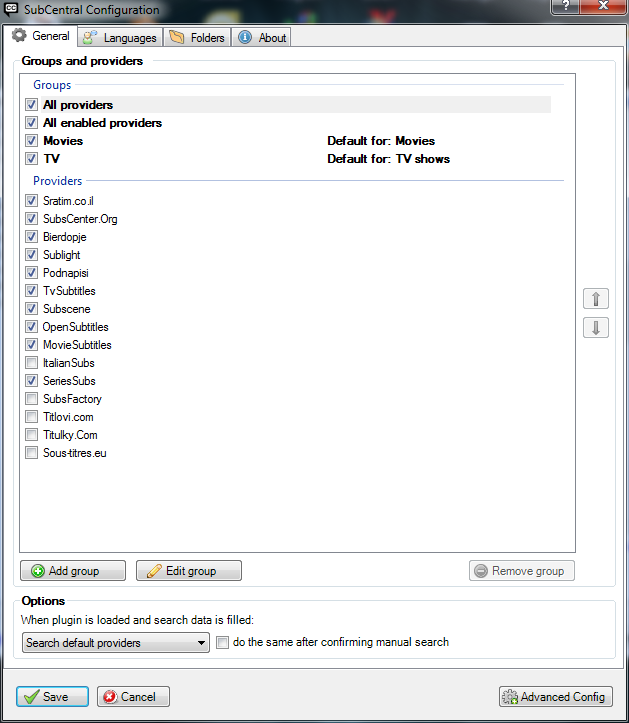 SubCentral Configuration
General Languages Folders About
Groups and providers
Groups
All providers
All enabled providers
Movies Default for: Movies
TV Default for: TV shows
Providers
Sratim.co.il
SubsCenter.Org
Bierdopje
Sublight
Podnapisi
TvSubtitles
Subscene
OpenSubtitles
MovieSubtitles
ItalianSubs
SeriesSubs
SubsFactory
Titlovi.com
Titulky.Com
Sous-titres.eu
Add group Edit group Remove group
Options
When plugin is loaded and search data is filled:
Search default providers do the same after confirming manual search
Save Cancel Advanced Config